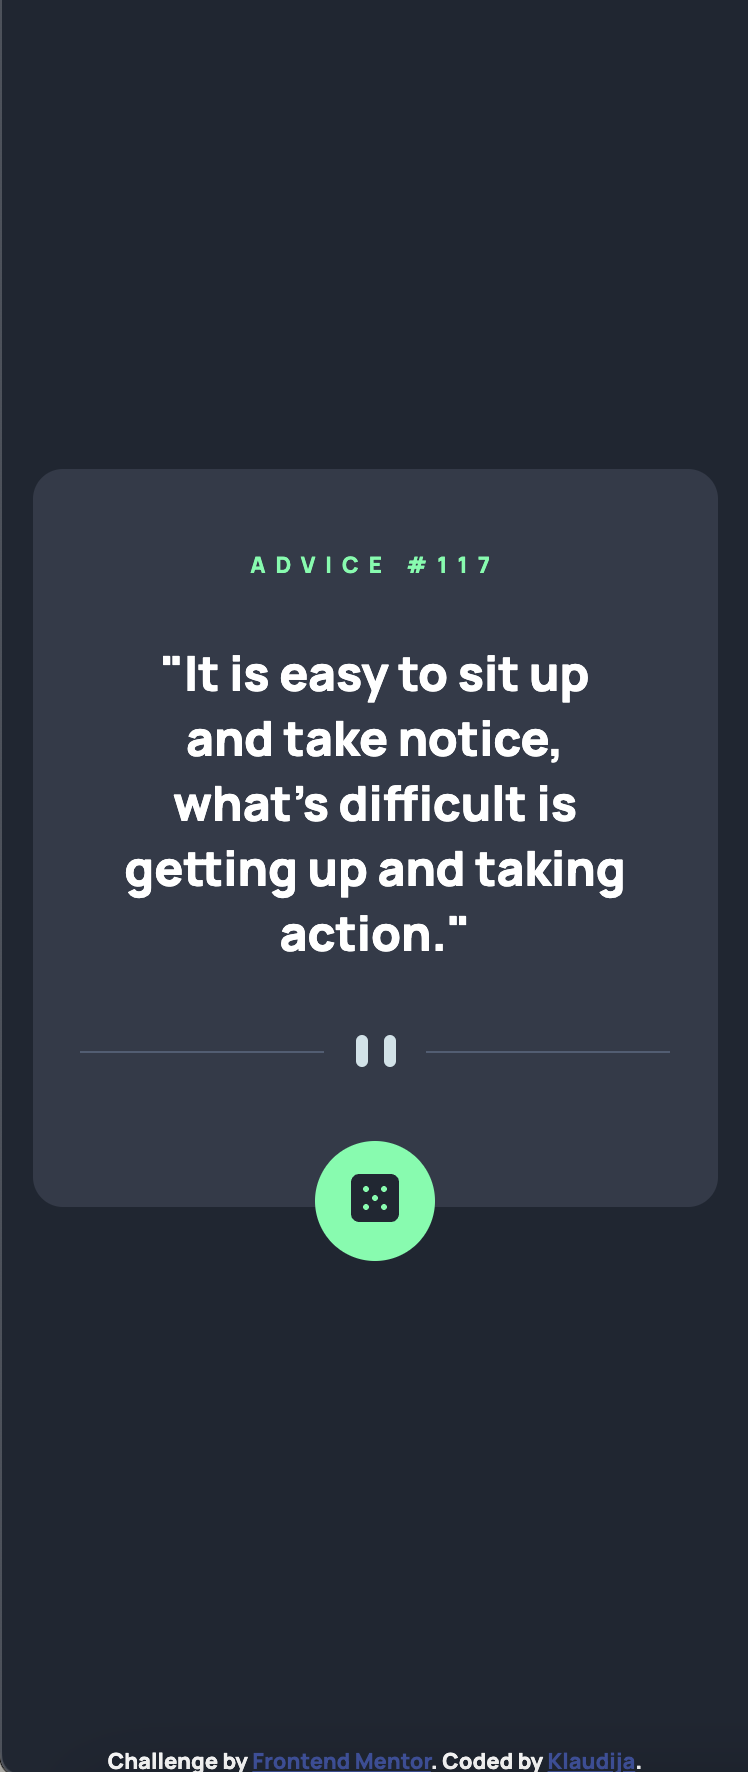 ADVICE #117
"It is easy to sit up
and take notice,
what's difficult is
getting up and taking
action."
Challenge by Frontend Mentor. Coded by Klaudija.